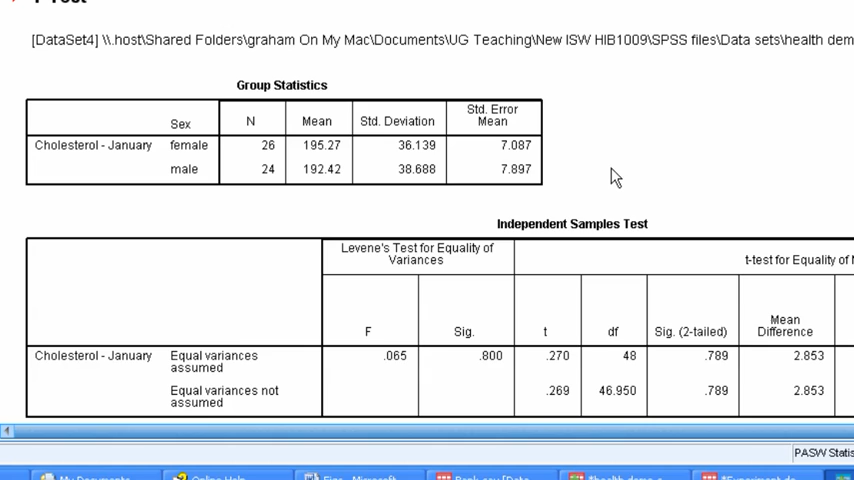 T-Test
[DataSet4] \\.host\Shared Folders\graham On My Mac\Documents\UG Teaching\New ISW HIB1009\SPSS files\Data sets\health dem
Group Statistics
Sex N Mean Std. Deviation Std. Error Mean
Cholesterol - January female 26 195.27 36.139 7.087
male 24 192.42 38.688 7.897
Independent Samples Test
Levene's Test for Equality of Variances t-test for Equality of M
F Sig. t df Sig. (2-tailed) Mean Difference
Cholesterol - January Equal variances assumed .065 .800 .270 48 .789 2.853
Equal variances not assumed .269 46.950 .789 2.853
PASW Statis
My Documents Online Help Figs - Microsoft